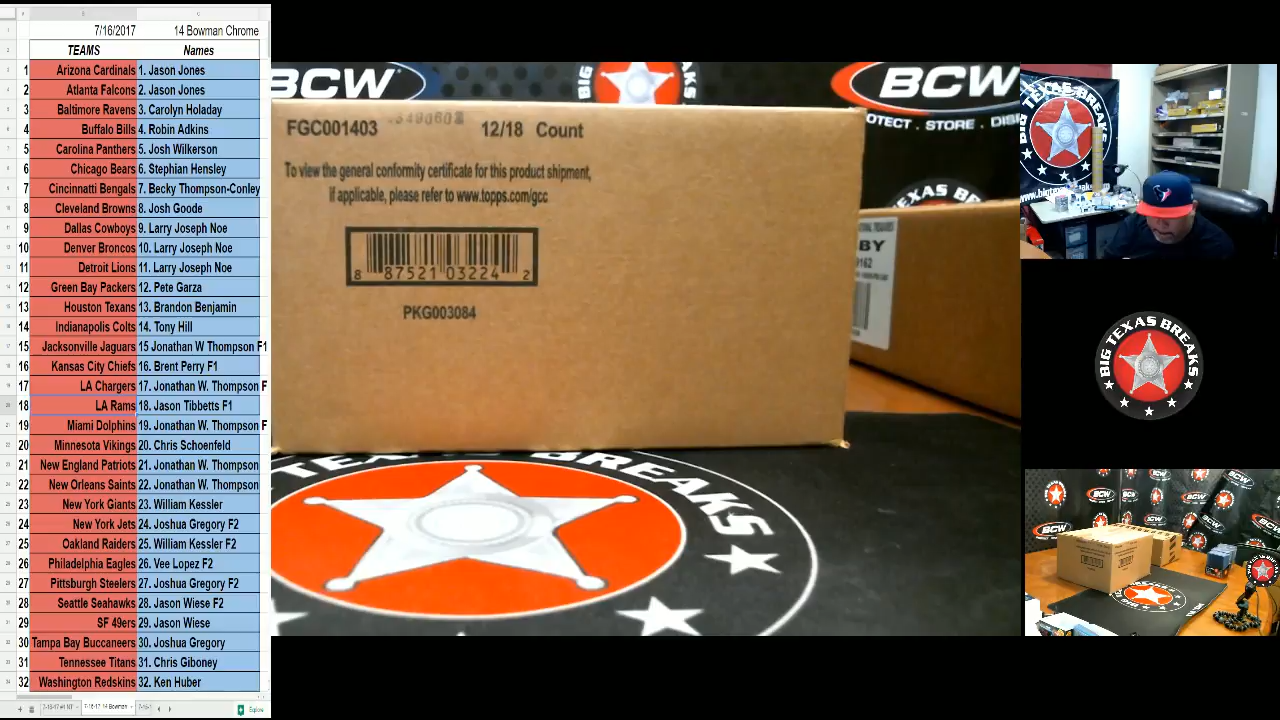 7/16/2017 14 Bowman Chrome
TEAMS Names
1 Arizona Cardinals 1. Jason Jones
2 Atlanta Falcons 2. Jason Jones
3 Baltimore Ravens 3. Carolyn Holaday
4 Buffalo Bills 4. Robin Adkins
5 Carolina Panthers 5. Josh Wilkerson
6 Chicago Bears 6. Stephian Hensley
7 Cincinnatti Bengals 7. Becky Thompson-Conley
8 Cleveland Browns 8. Josh Goode
9 Dallas Cowboys 9. Larry Joseph Noe
10 Denver Broncos 10. Larry Joseph Noe
11 Detroit Lions 11. Larry Joseph Noe
12 Green Bay Packers 12. Pete Garza
13 Houston Texans 13. Brandon Benjamin
14 Indianapolis Colts 14. Tony Hill
15 Jacksonville Jaguars 15 Jonathan W Thompson F1
16 Kansas City Chiefs 16. Brent Perry F1
17 LA Chargers 17. Jonathan W. Thompson F
18 LA Rams 18. Jason Tibbetts F1
19 Miami Dolphins 19. Jonathan W. Thompson F
20 Minnesota Vikings 20. Chris Schoenfeld
21 New England Patriots 21. Jonathan W. Thompson
22 New Orleans Saints 22. Jonathan W. Thompson
23 New York Giants 23. William Kessler
24 New York Jets 24. Joshua Gregory F2
25 Oakland Raiders 25. William Kessler F2
26 Philadelphia Eagles 26. Vee Lopez F2
27 Pittsburgh Steelers 27. Joshua Gregory F2
28 Seattle Seahawks 28. Jason Wiese F2
29 SF 49ers 29. Jason Wiese
30 Tampa Bay Buccaneers 30. Joshua Gregory
31 Tennessee Titans 31. Chris Giboney
32 Washington Redskins 32. Ken Huber
Explore
BCW
BCW
PROTECT . STORE .
FGC001403
12/18 Count
To view the general conformity certificate for this product shipment,
if applicable, please refer to www.topps.com/gcc
8 87521 03224 2
PKG003084
BY
TEXAS BREAKS
TEXAS BREAKS
BIG TEXAS BREAKS
BCW
BCW